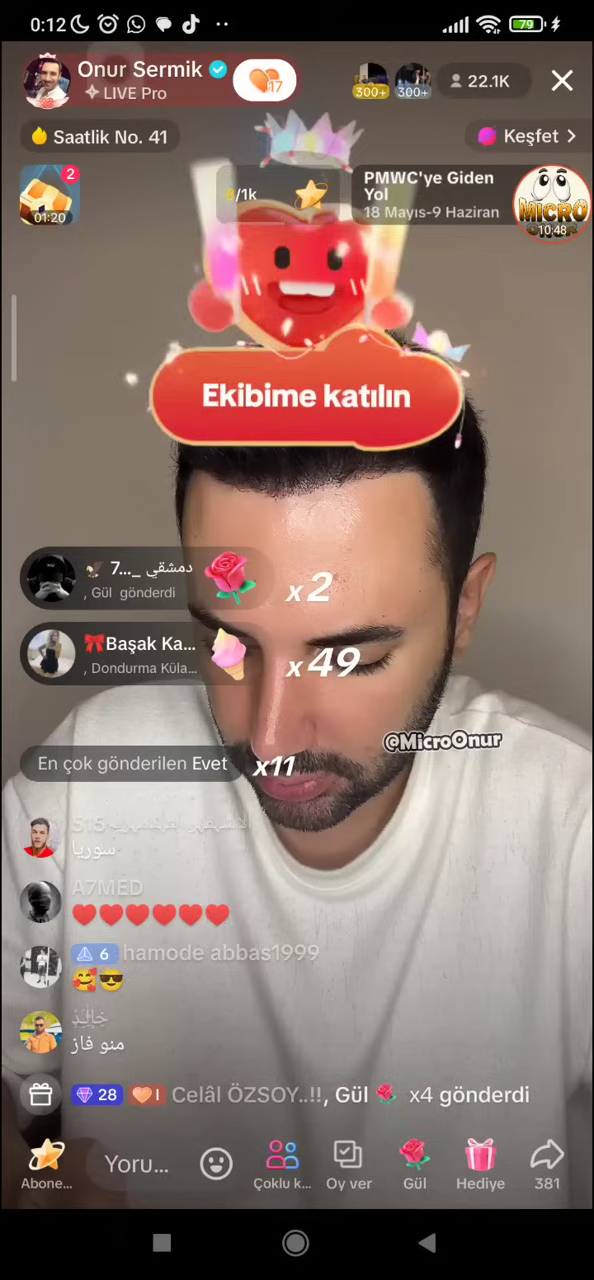 0:12
79
Onur Sermik
LIVE Pro
17
300+
300+
22.1K
Saatlik No. 41
Keşfet
2
01:20
/1k
PMWC'ye Giden
Yol
18 Mayıs-9 Haziran
MICRO
10:48
Ekibime katılın
دمشقي _...7
, Gül gönderdi
x2
Başak Ka...
, Dondurma Küla...
x49
@MicroOnur
En çok gönderilen Evet
x11
515
سوريا
A7MED
6 hamode abbas1999
خالد
منو فاز
28 I Celâl ÖZSOY..!!, Gül x4 gönderdi
Yoru...
Abone...
Çoklu k...
Oy ver
Gül
Hediye
381